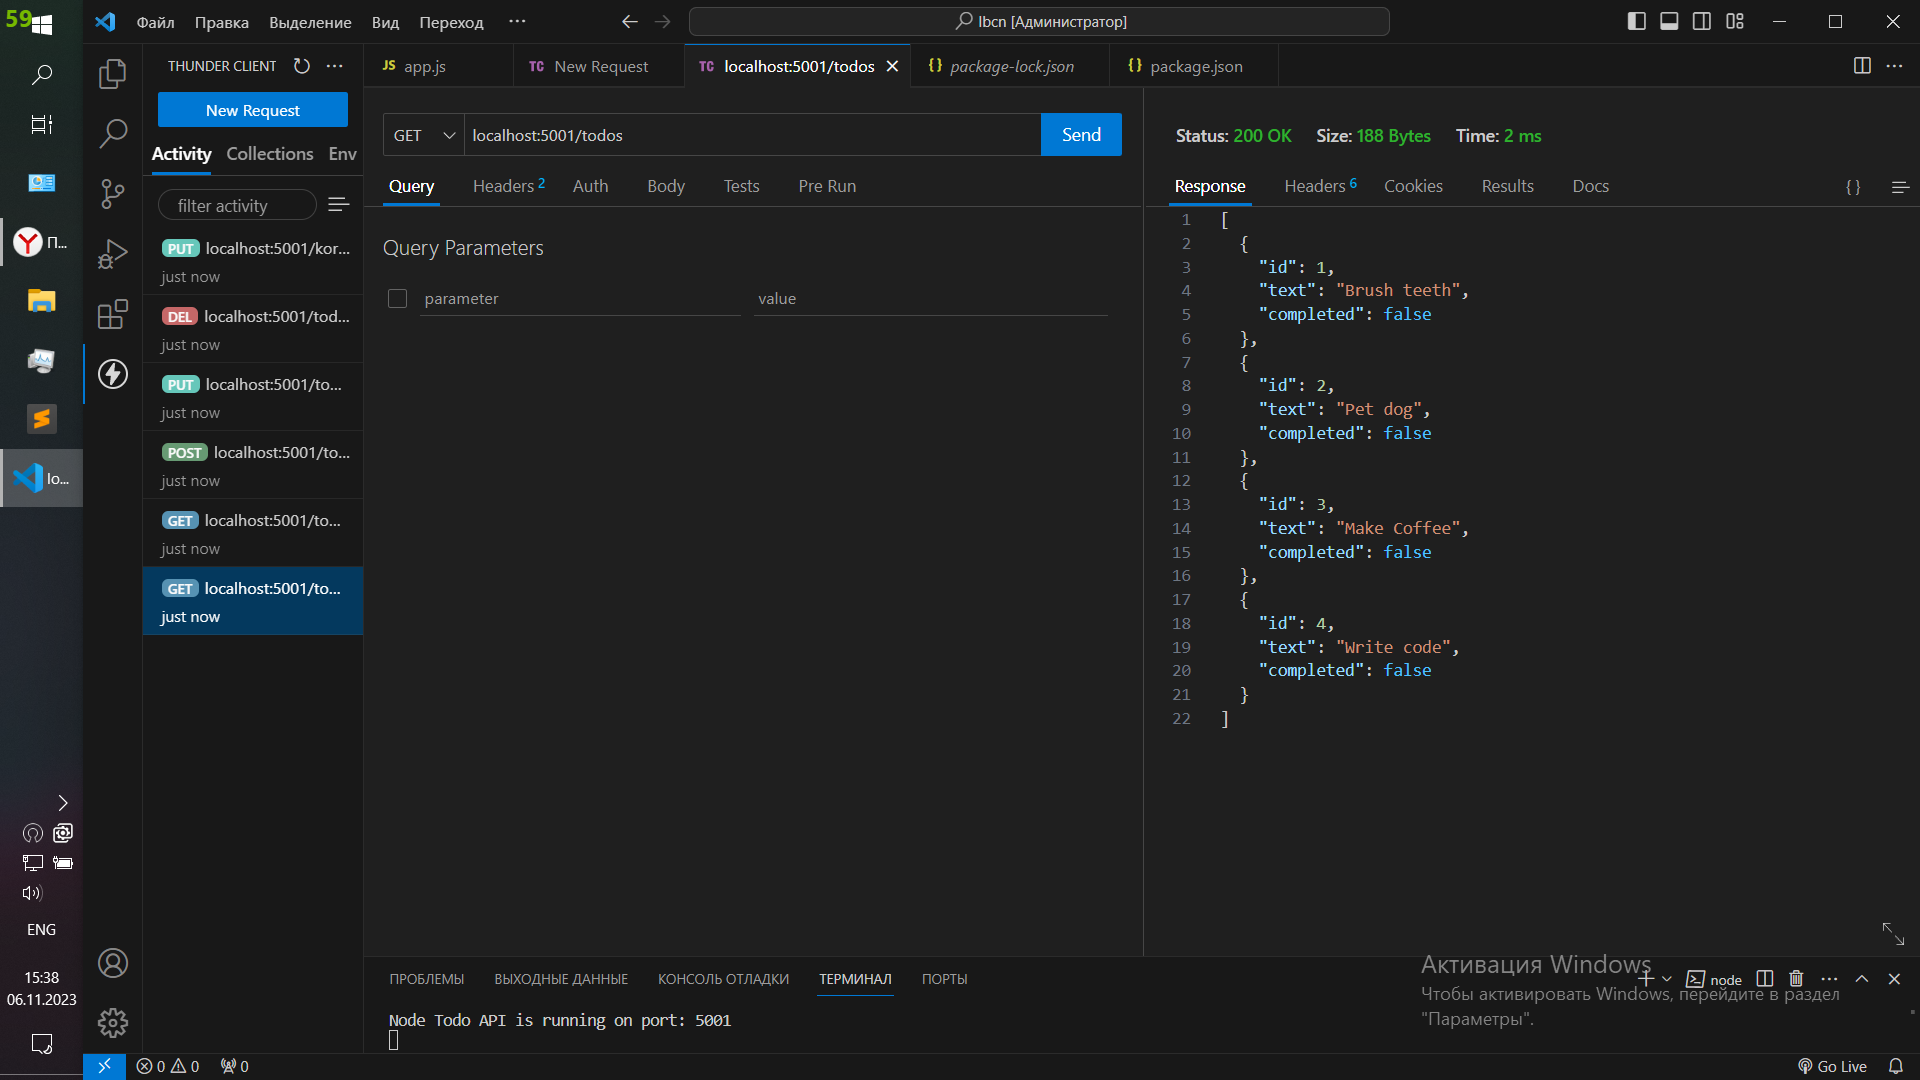 59
Файл Правка Выделение Вид Переход ...
lbcn [Администратор]
THUNDER CLIENT
New Request
Activity Collections Env
filter activity
PUT localhost:5001/kor...
just now
DEL localhost:5001/tod...
just now
PUT localhost:5001/to...
just now
POST localhost:5001/to...
just now
GET localhost:5001/to...
just now
GET localhost:5001/to...
just now
П...
lo...
ENG
15:38
06.11.2023
JS app.js
TC New Request
TC localhost:5001/todos
{} package-lock.json
{} package.json
GET localhost:5001/todos Send
Query Headers 2 Auth Body Tests Pre Run
Query Parameters
parameter value
Status: 200 OK Size: 188 Bytes Time: 2 ms
Response Headers 6 Cookies Results Docs { }
1 [
2 {
3 "id": 1,
4 "text": "Brush teeth",
5 "completed": false
6 },
7 {
8 "id": 2,
9 "text": "Pet dog",
10 "completed": false
11 },
12 {
13 "id": 3,
14 "text": "Make Coffee",
15 "completed": false
16 },
17 {
18 "id": 4,
19 "text": "Write code",
20 "completed": false
21 }
22 ]
ПРОБЛЕМЫ ВЫХОДНЫЕ ДАННЫЕ КОНСОЛЬ ОТЛАДКИ ТЕРМИНАЛ ПОРТЫ
node
Node Todo API is running on port: 5001
Активация Windows
Чтобы активировать Windows, перейдите в раздел
"Параметры".
0 0 0
Go Live